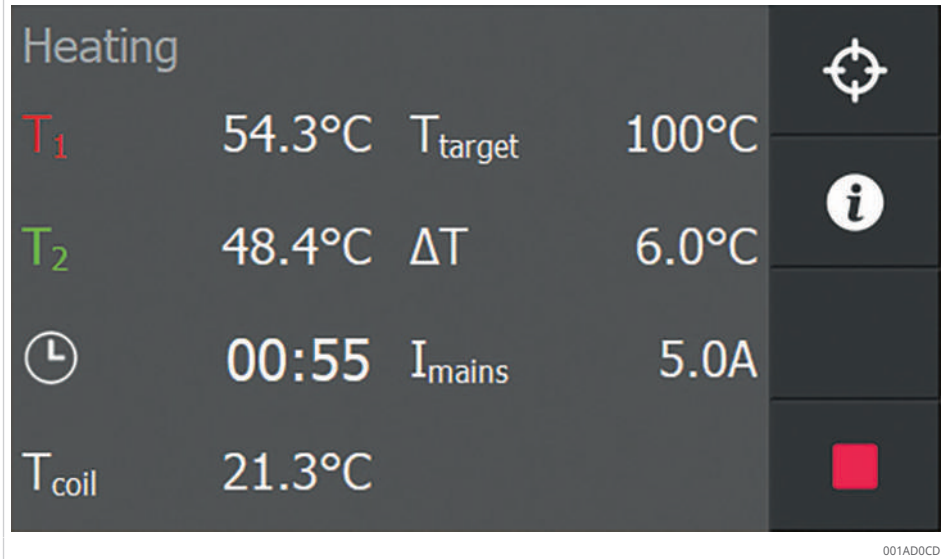 Heating
T1 54.3°C Ttarget 100°C
T2 48.4°C ΔT 6.0°C
00:55 Imains 5.0A
Tcoil 21.3°C
i
001AD0CD